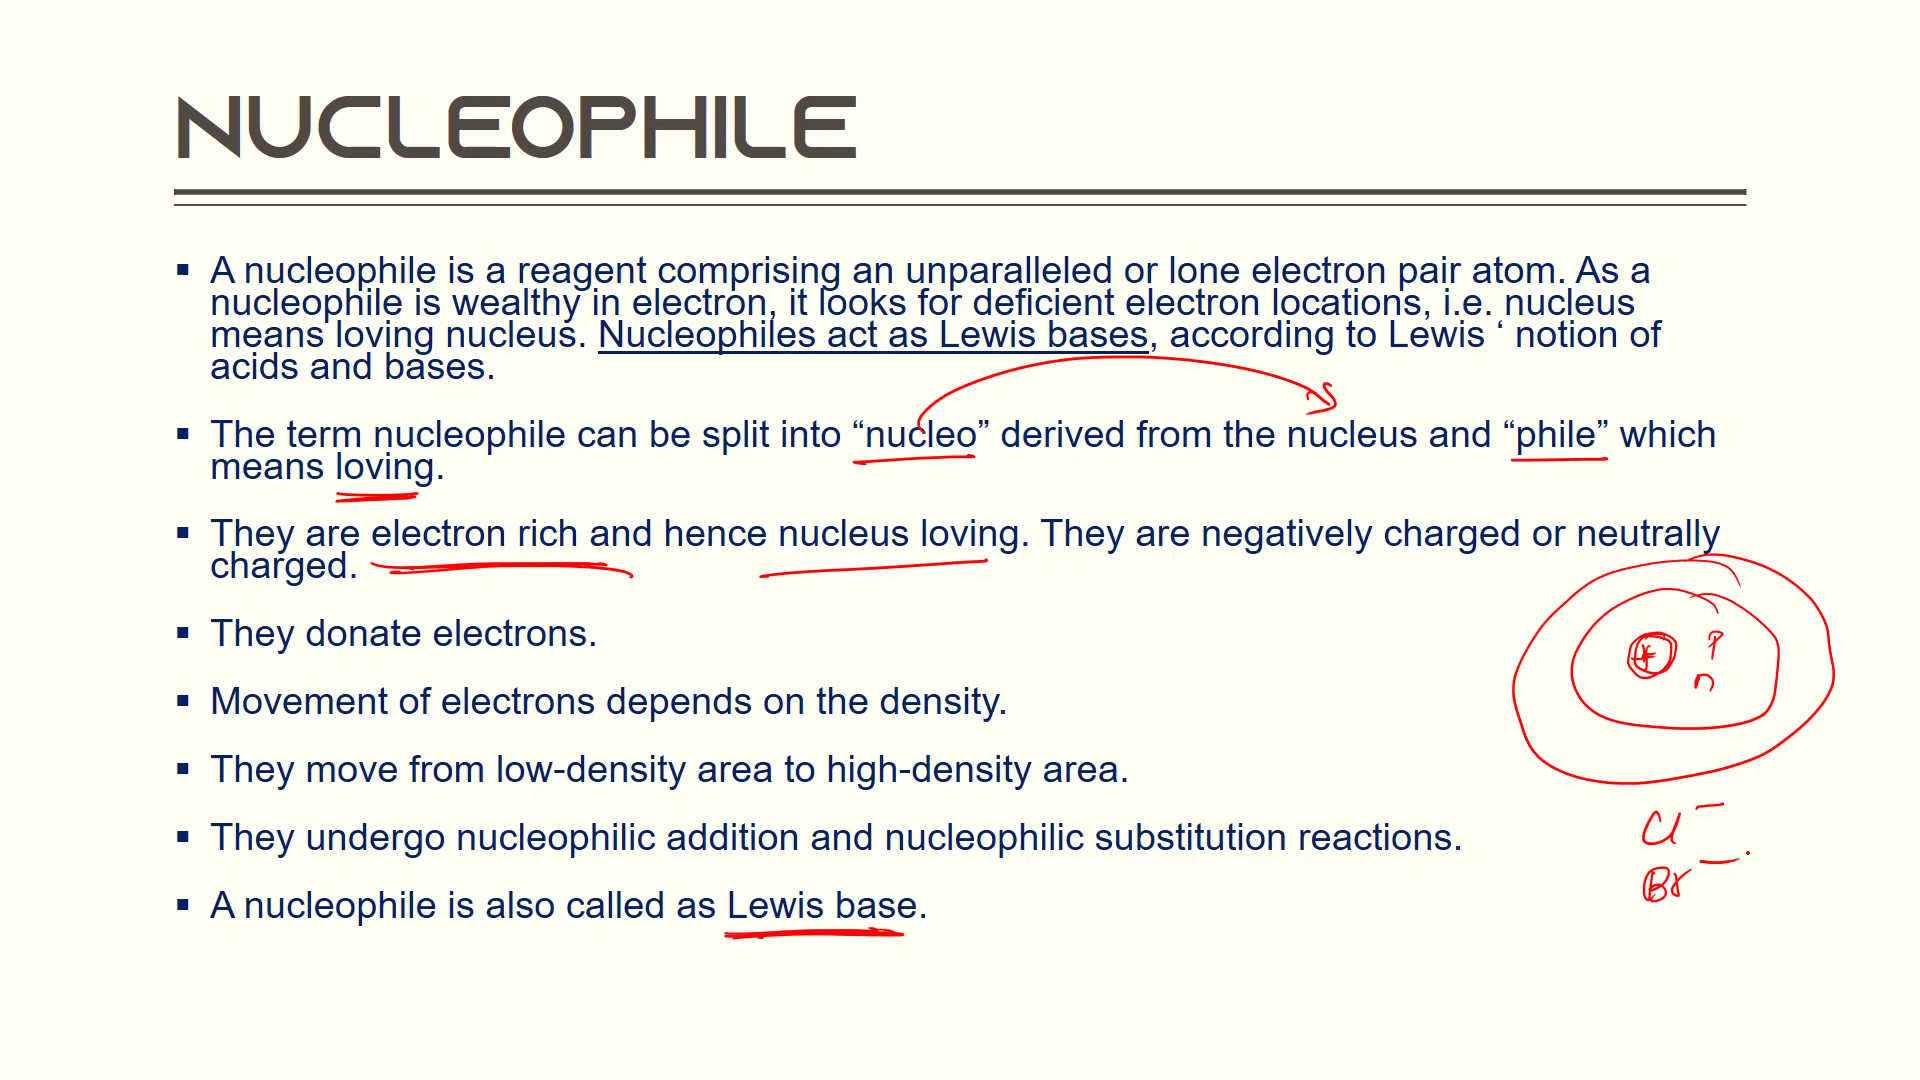 NUCLEOPHILE
▪ A nucleophile is a reagent comprising an unparalleled or lone electron pair atom. As a
nucleophile is wealthy in electron, it looks for deficient electron locations, i.e. nucleus
means loving nucleus. Nucleophiles act as Lewis bases, according to Lewis ‘ notion of
acids and bases.
▪ The term nucleophile can be split into “nucleo” derived from the nucleus and “phile” which
means loving.
▪ They are electron rich and hence nucleus loving. They are negatively charged or neutrally
charged.
▪ They donate electrons.
▪ Movement of electrons depends on the density.
▪ They move from low-density area to high-density area.
▪ They undergo nucleophilic addition and nucleophilic substitution reactions.
▪ A nucleophile is also called as Lewis base.
+
p
n
Cl⁻
Br⁻